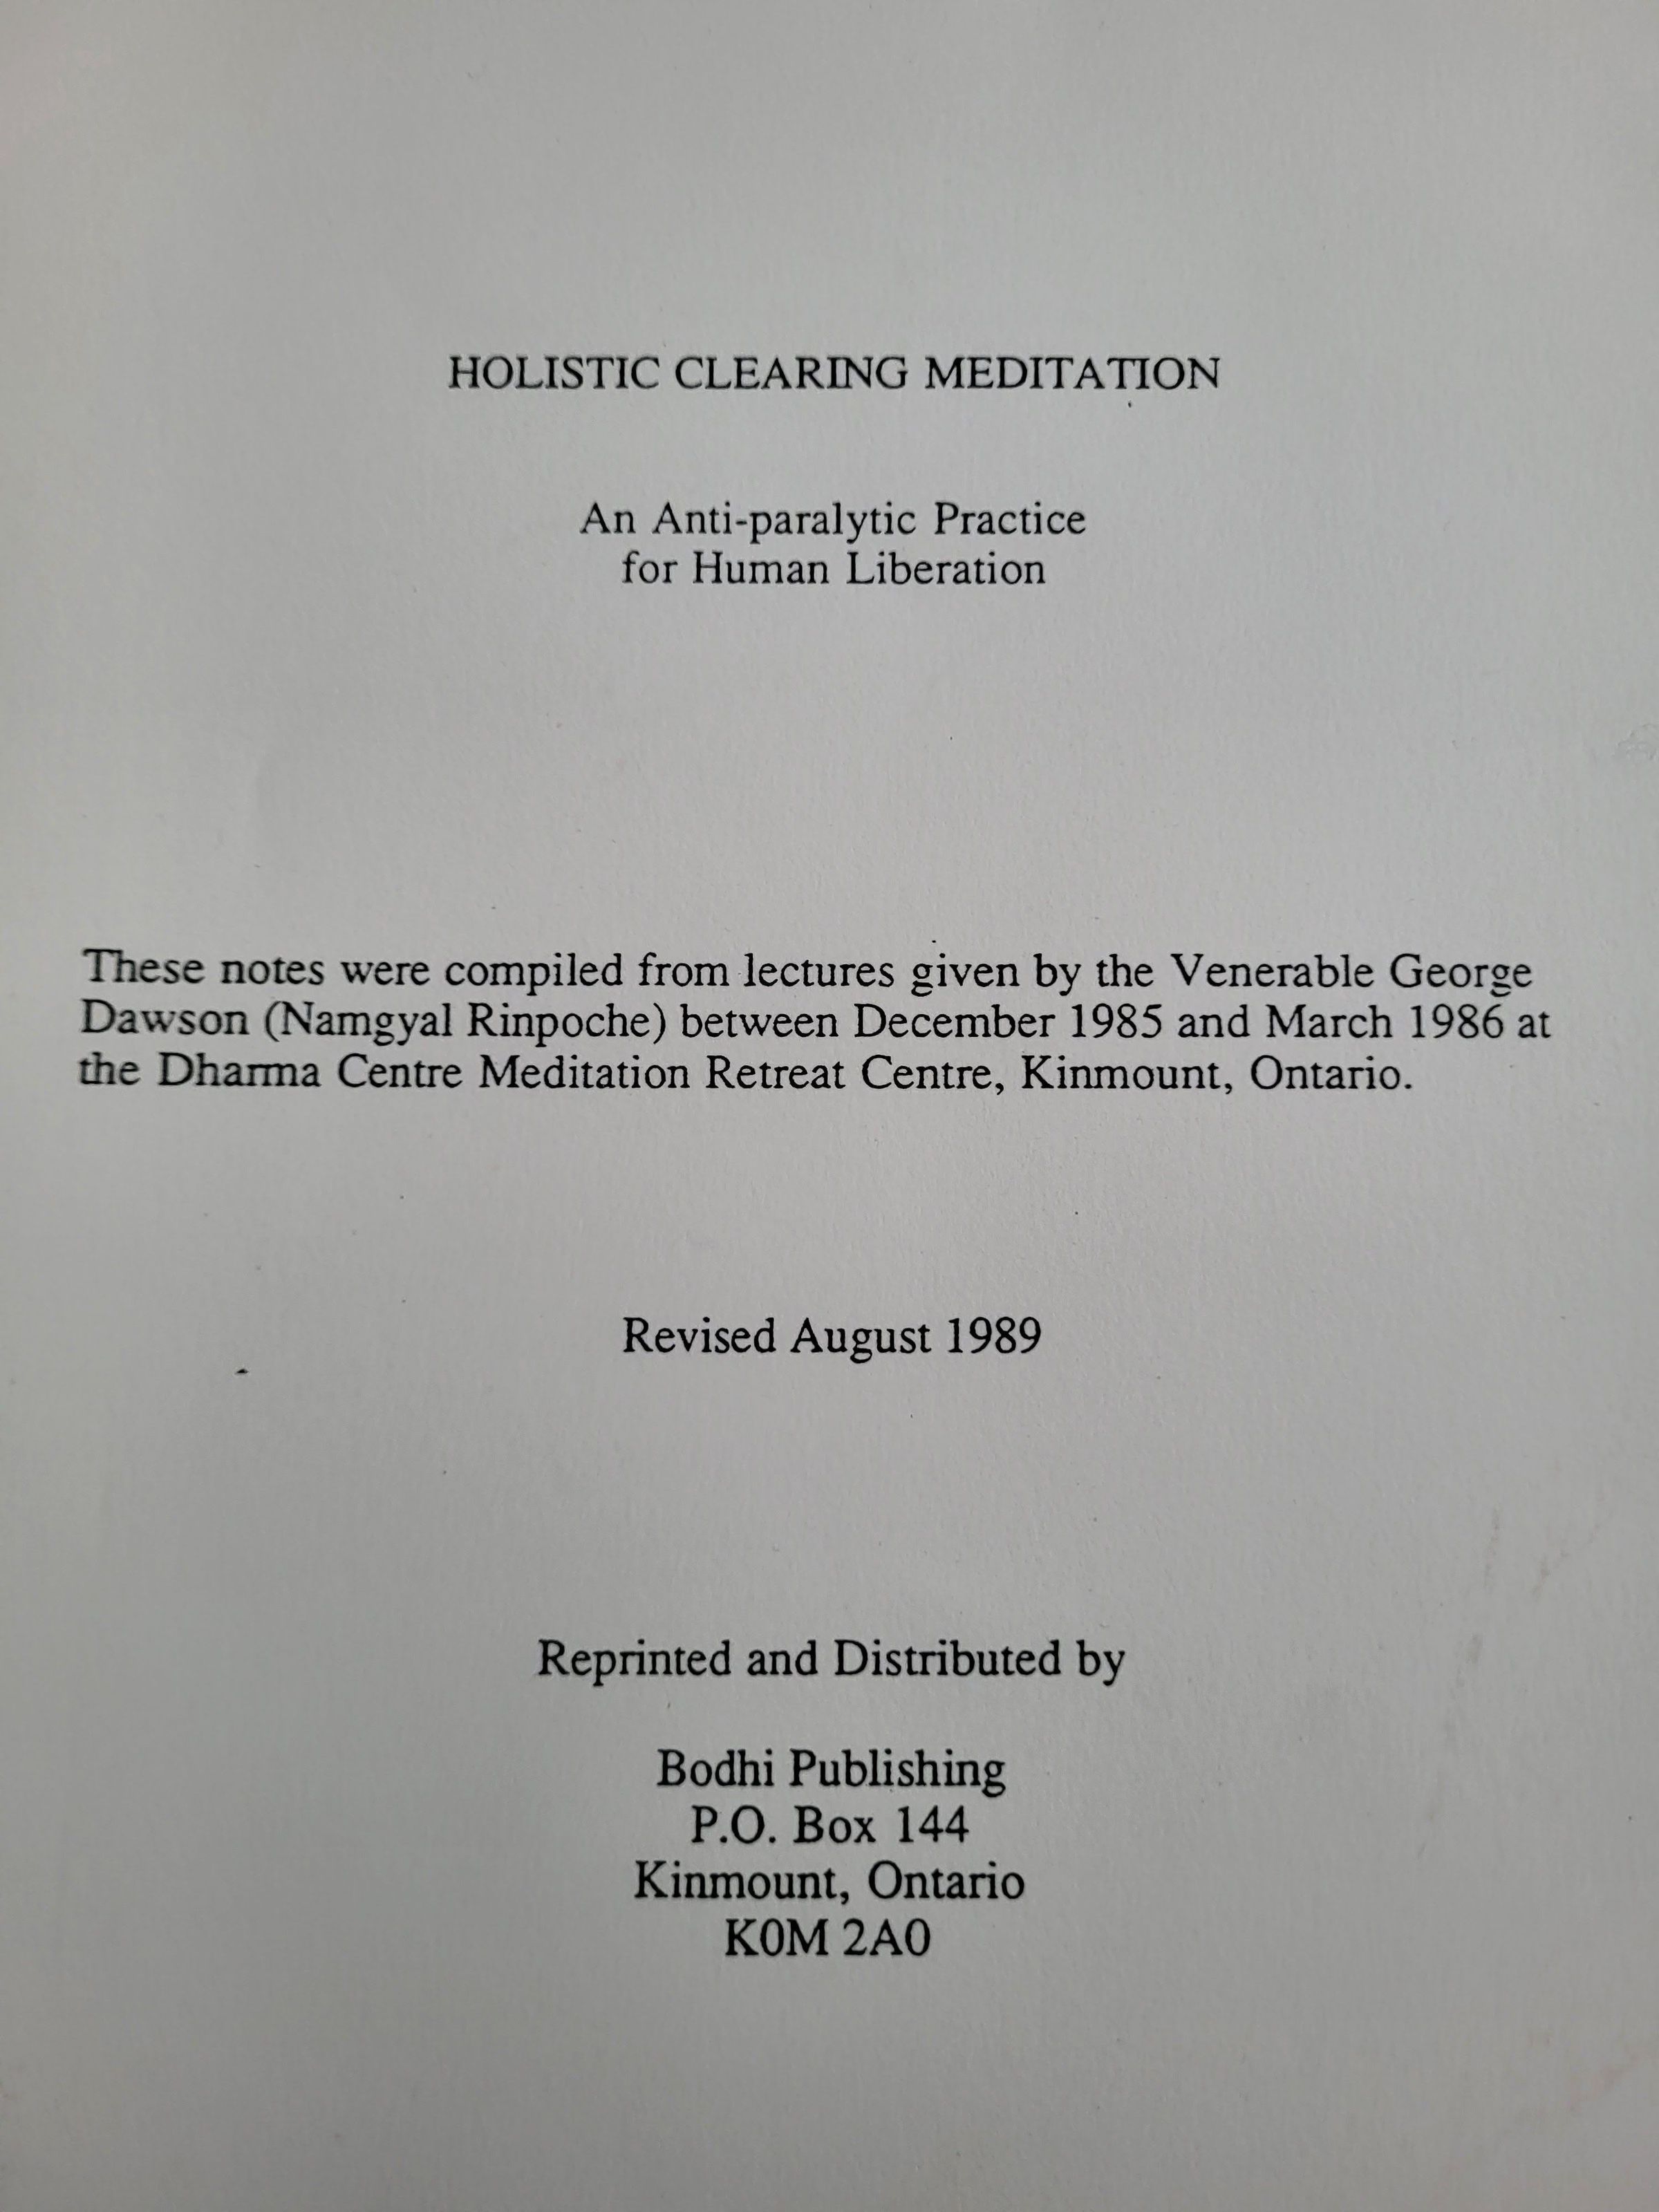 HOLISTIC CLEARING MEDITATION
An Anti-paralytic Practice
for Human Liberation
These notes were compiled from lectures given by the Venerable George
Dawson (Namgyal Rinpoche) between December 1985 and March 1986 at
the Dharma Centre Meditation Retreat Centre, Kinmount, Ontario.
Revised August 1989
Reprinted and Distributed by
Bodhi Publishing
P.O. Box 144
Kinmount, Ontario
K0M 2A0